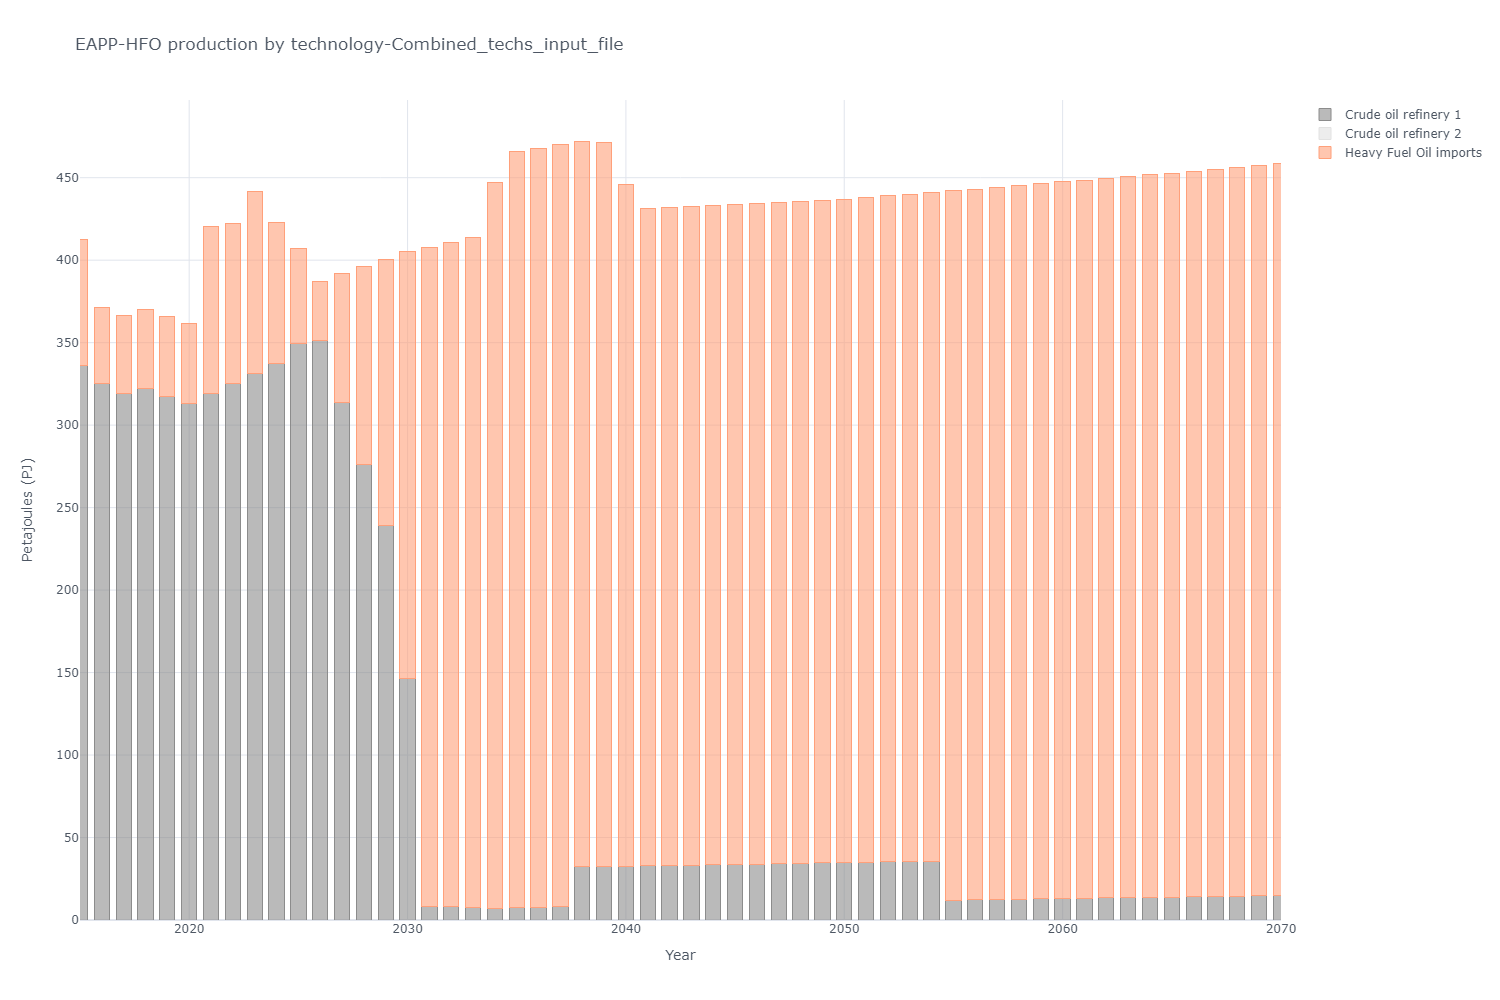 EAPP-HFO production by technology-Combined_techs_input_file
Crude oil refinery 1
Crude oil refinery 2
Heavy Fuel Oil imports
Petajoules (PJ)
450
400
350
300
250
200
150
100
50
0
2020
2030
2040
2050
2060
2070
Year